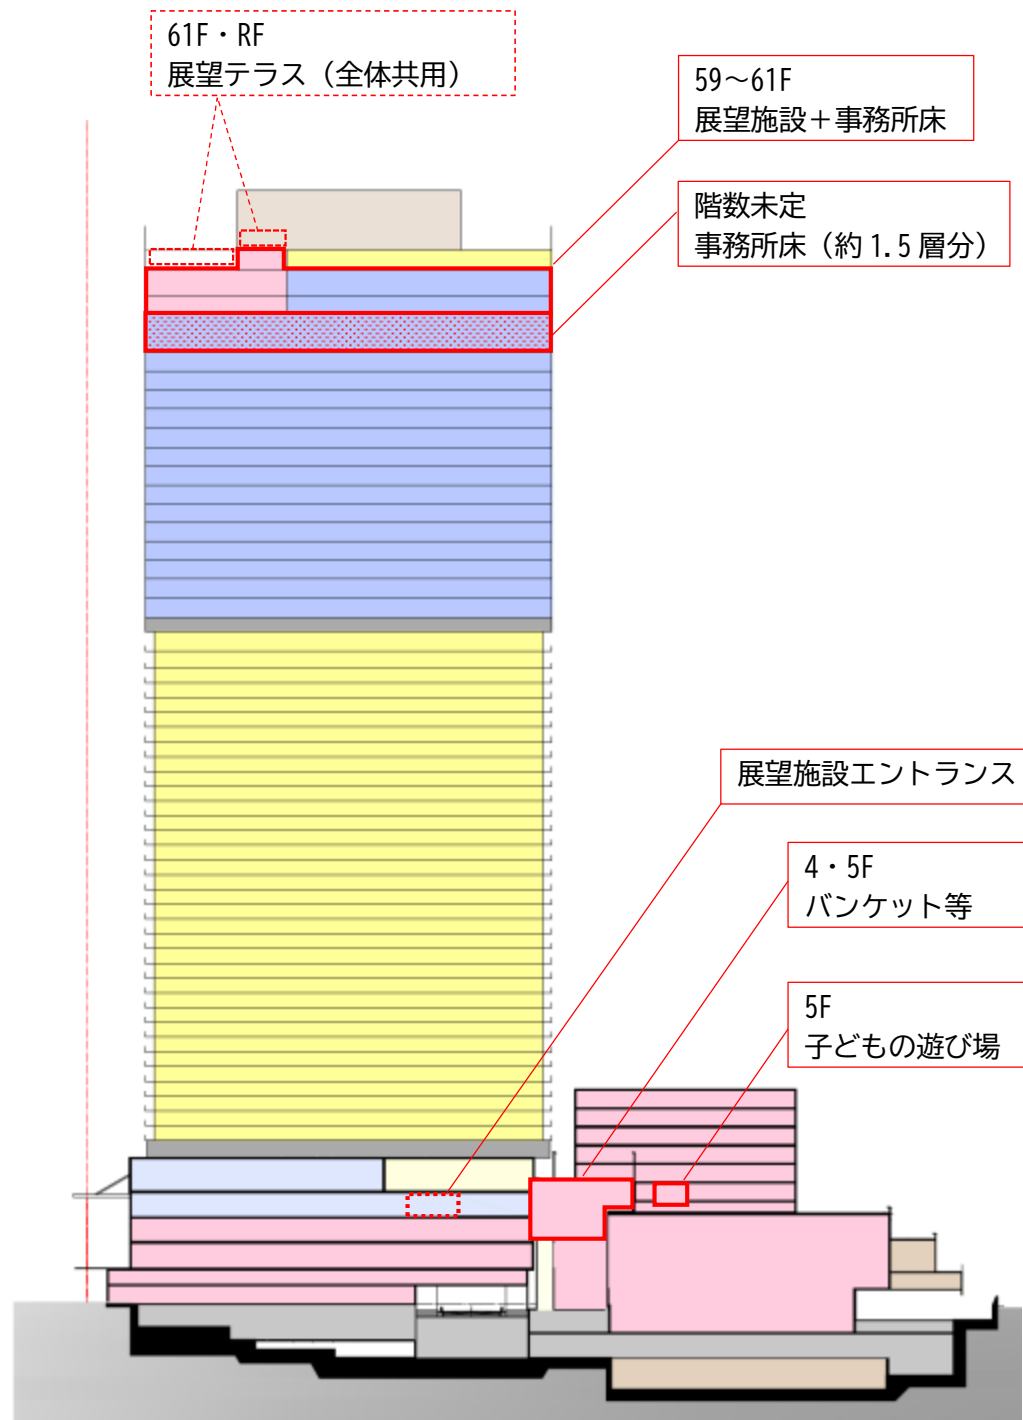 61F・RF
展望テラス（全体共用）
59～61F
展望施設＋事務所床
階数未定
事務所床（約1.5層分）
展望施設エントランス
4・5F
バンケット等
5F
子どもの遊び場